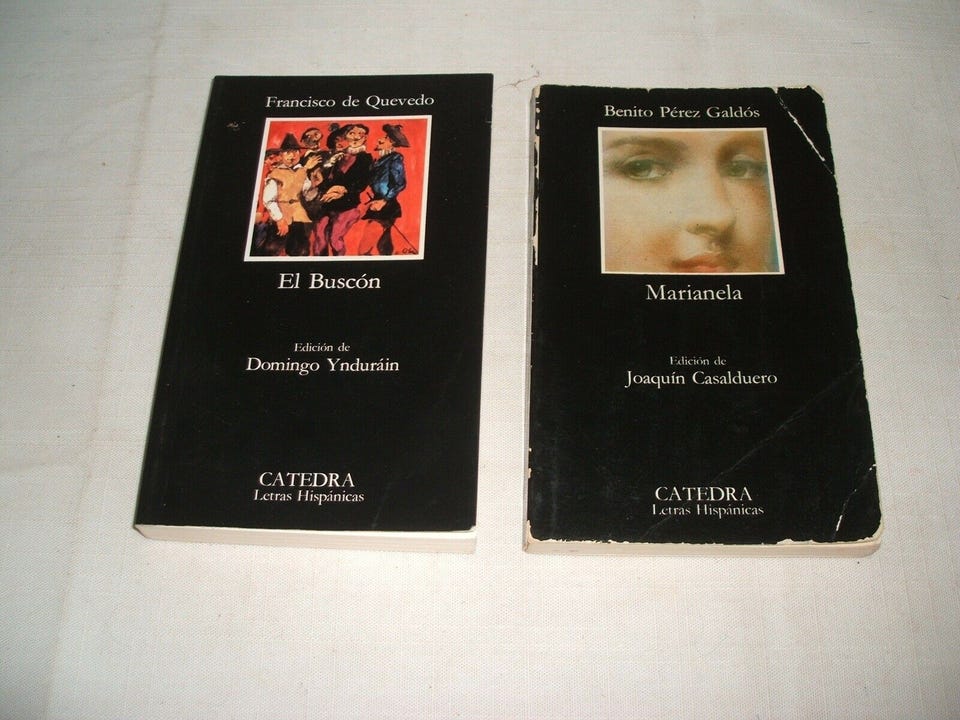 Francisco de Quevedo
El Buscón
Edición de
Domingo Ynduráin
CATEDRA
Letras Hispánicas
Benito Pérez Galdós
Marianela
Edición de
Joaquín Casalduero
CATEDRA
Letras Hispánicas